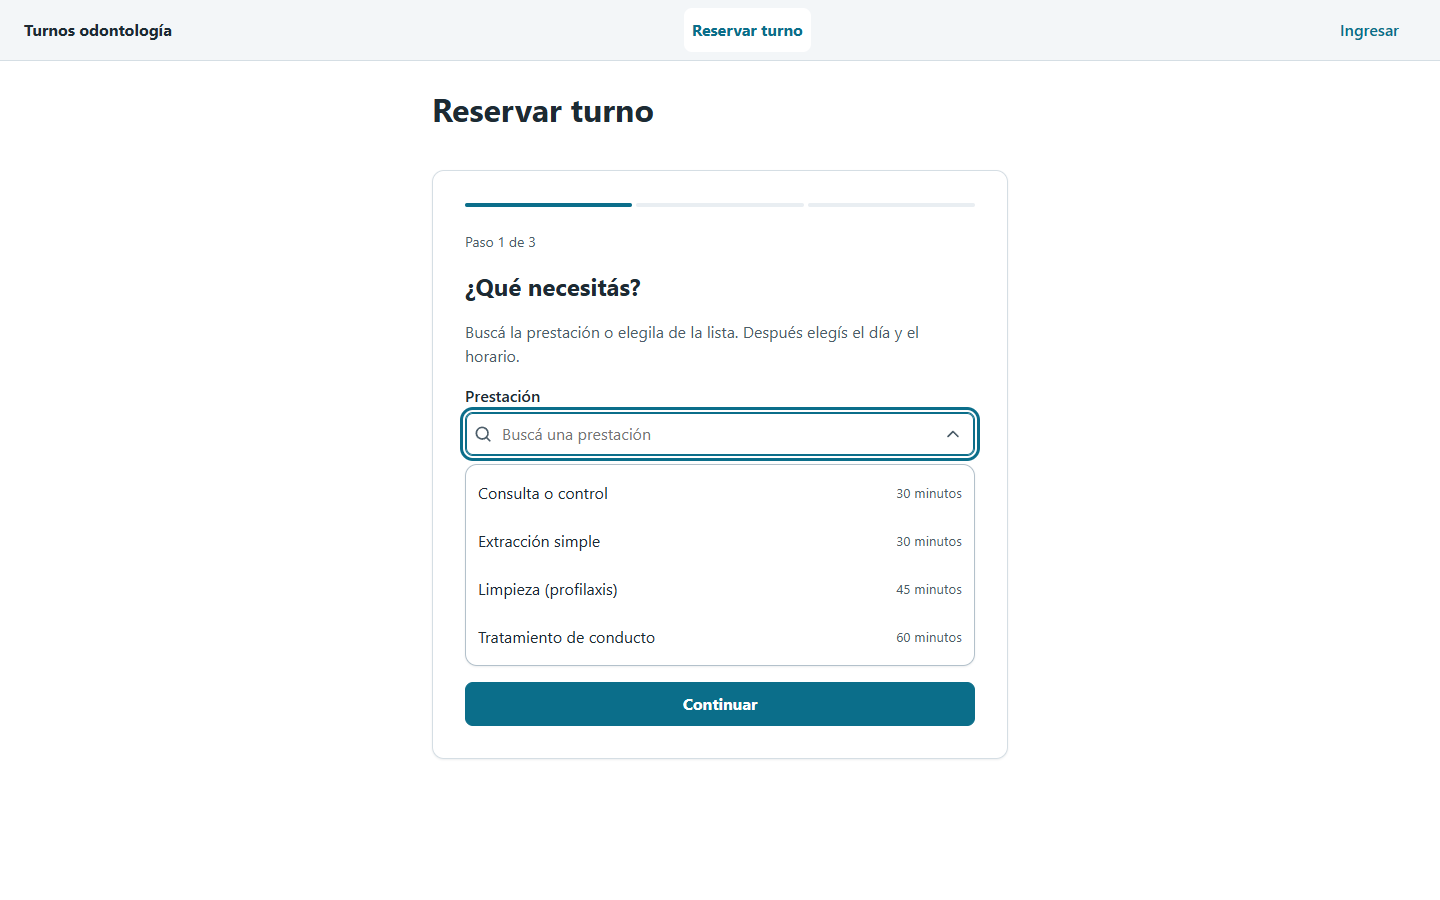 Turnos odontología
Reservar turno
Ingresar
Reservar turno
Paso 1 de 3
¿Qué necesitás?
Buscá la prestación o elegila de la lista. Después elegís el día y el
horario.
Prestación
Buscá una prestación
Consulta o control 30 minutos
Extracción simple 30 minutos
Limpieza (profilaxis) 45 minutos
Tratamiento de conducto 60 minutos
Continuar